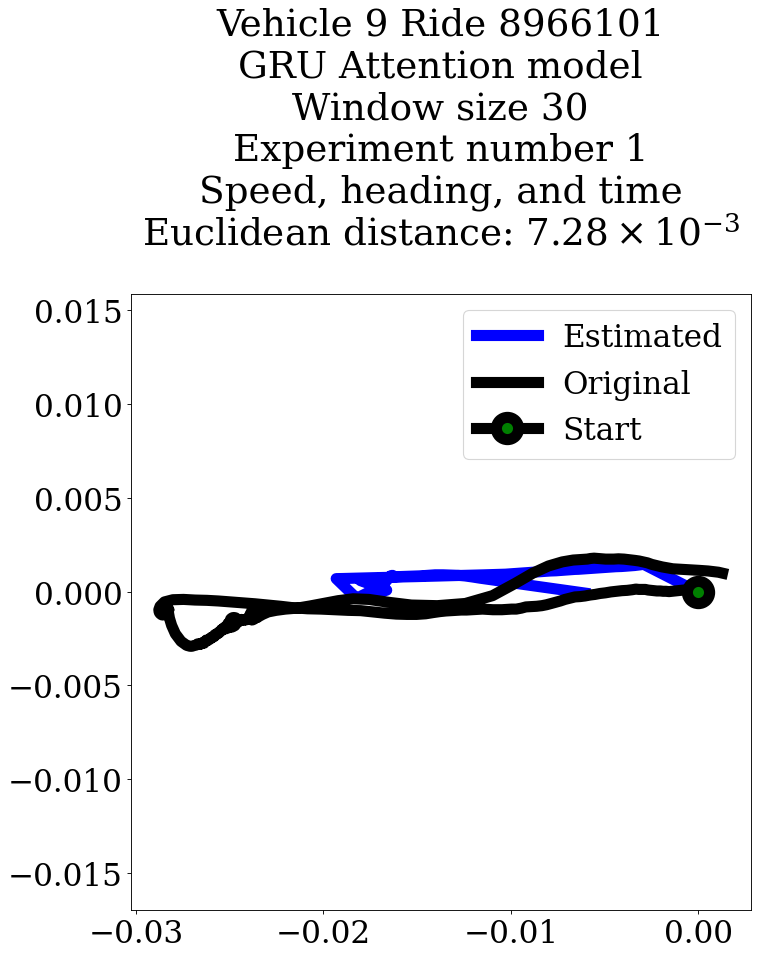 Vehicle 9 Ride 8966101
GRU Attention model
Window size 30
Experiment number 1
Speed, heading, and time
Euclidean distance: 7.28 × 10⁻³
Estimated
Original
Start
0.015
0.010
0.005
0.000
−0.005
−0.010
−0.015
−0.03 −0.02 −0.01 0.00